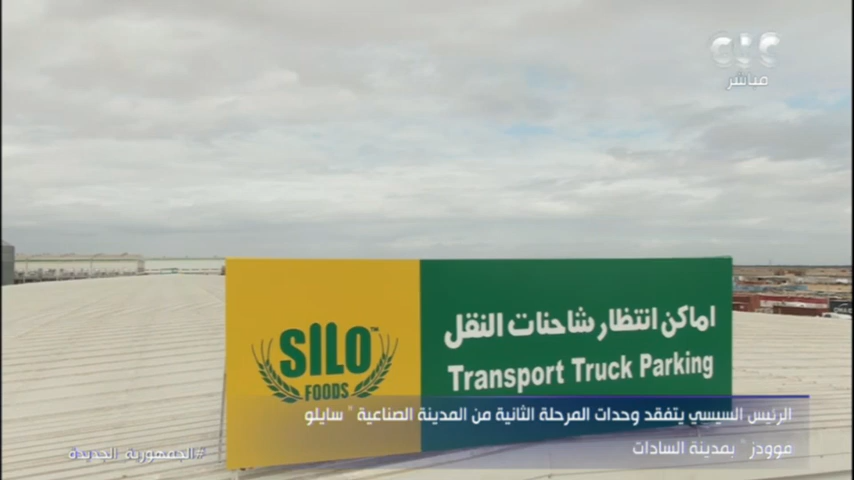 CBC
مباشر
SILO™
FOODS
اماكن انتظار شاحنات النقل
Transport Truck Parking
الرئيس السيسي يتفقد وحدات المرحلة الثانية من المدينة الصناعية " سايلو
فوودز " بمدينة السادات
#الجمهورية_الجديدة